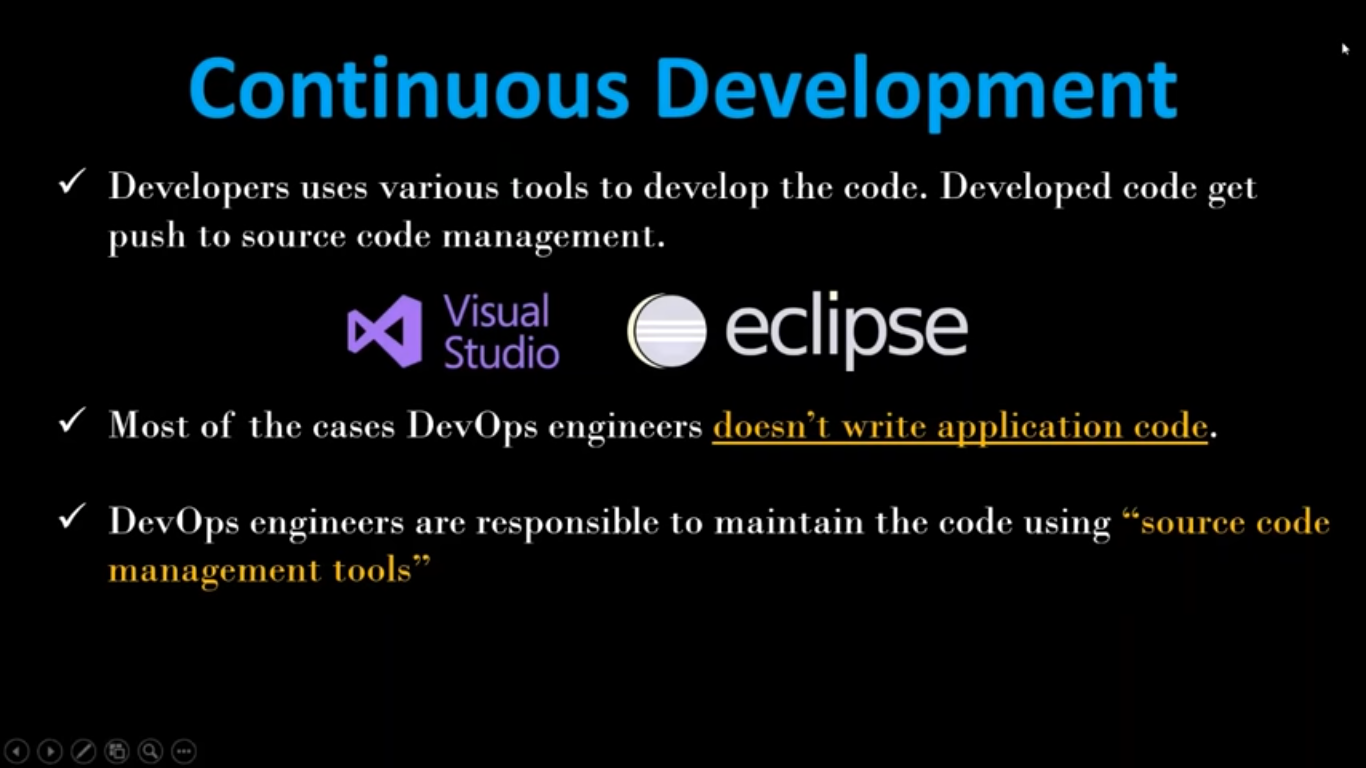 Continuous Development
✓ Developers uses various tools to develop the code. Developed code get
push to source code management.
Visual
Studio
eclipse
✓ Most of the cases DevOps engineers doesn’t write application code.
✓ DevOps engineers are responsible to maintain the code using “source code
management tools”